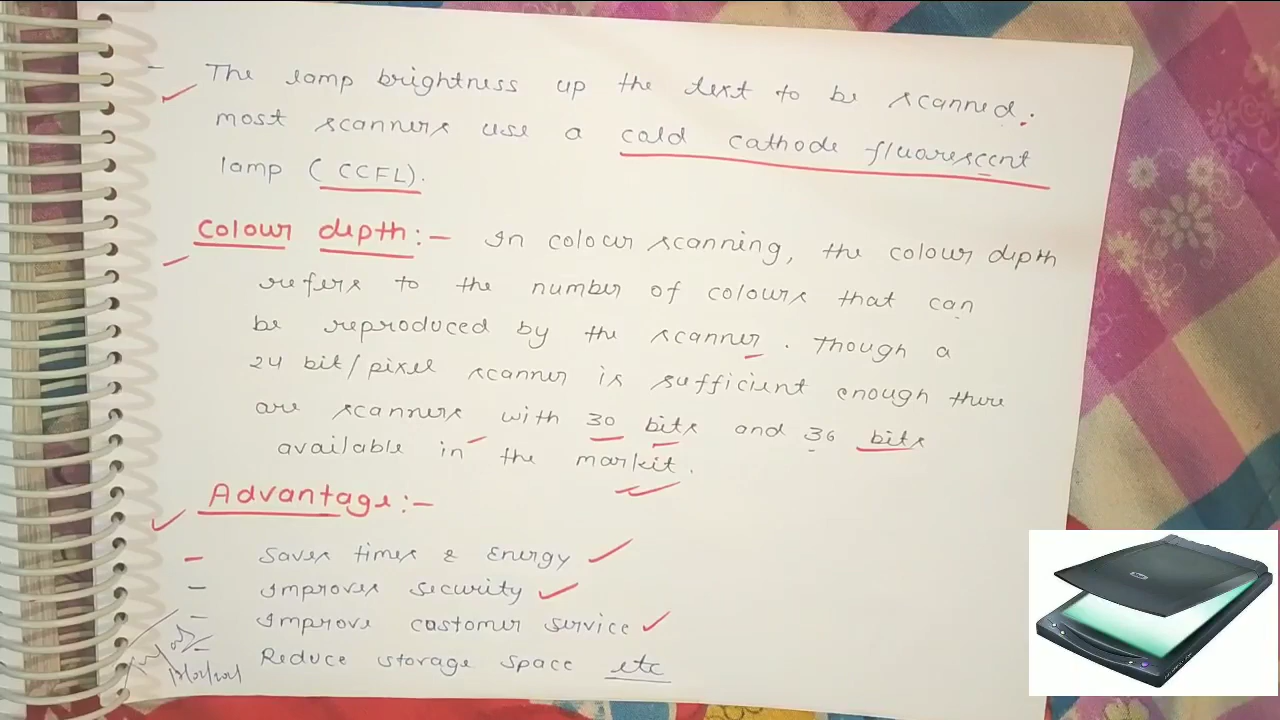 - The lamp brightness up the text to be scanned.
most scanners use a cold cathode fluorescent
lamp (CCFL).
Colour depth:- In colour scanning, the colour depth
refers to the number of colours that can
be reproduced by the scanner. Though a
24 bit/pixel scanner is sufficient enough there
are scanners with 30 bits and 36 bits
available in the markit.
Advantage:-
- Saves times & Energy
- Improves security
- Improve customer service
- Reduce storage space etc